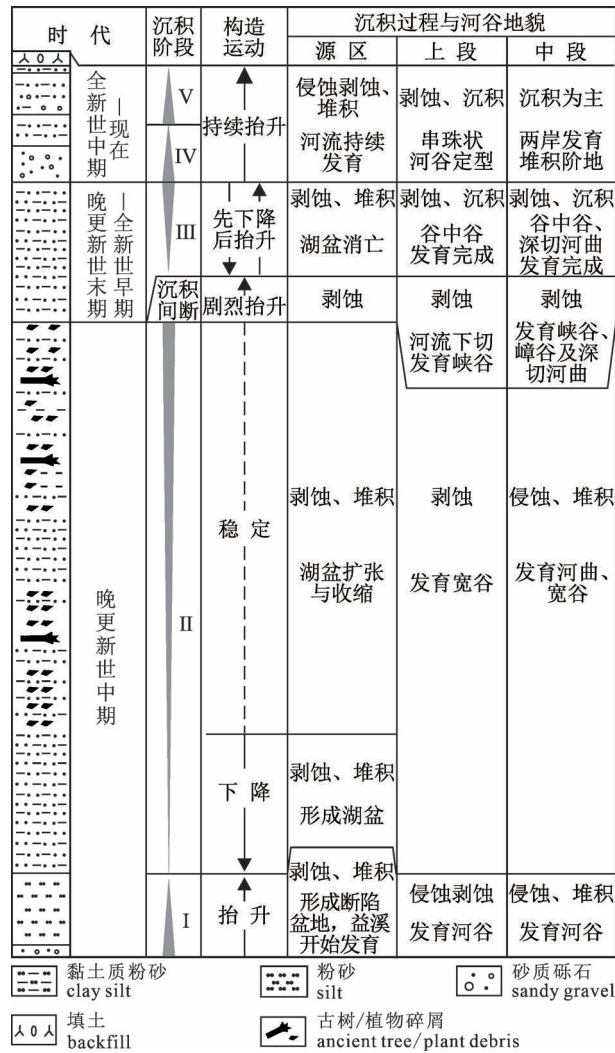 时 代
沉积
阶段
构造
运动
沉积过程与河谷地貌
源 区
上 段
中 段
全新世中期
—现在
V
IV
持续抬升
侵蚀剥蚀、
堆积
河流持续
发育
剥蚀、沉积
串珠状
河谷定型
沉积为主
两岸发育
堆积阶地
晚更新世末期
—全新世早期
III
先下降
后抬升
剥蚀、堆积
湖盆消亡
剥蚀、沉积
谷中谷
发育完成
剥蚀、沉积
谷中谷、
深切河曲
发育完成
沉积
间断
剧烈抬升
剥蚀
剥蚀
河流下切
发育峡谷
剥蚀
发育峡谷、
嶂谷及深
切河曲
晚更新世中期
II
稳 定
剥蚀、堆积
湖盆扩张
与收缩
剥蚀
发育宽谷
侵蚀、堆积
发育河曲、
宽谷
下 降
剥蚀、堆积
形成湖盆
I
抬 升
剥蚀、堆积
形成断陷
盆地，益溪
开始发育
侵蚀剥蚀
发育河谷
侵蚀、堆积
发育河谷
黏土质粉砂
clay silt
粉砂
silt
砂质砾石
sandy gravel
填土
backfill
古树/植物碎屑
ancient tree/plant debris